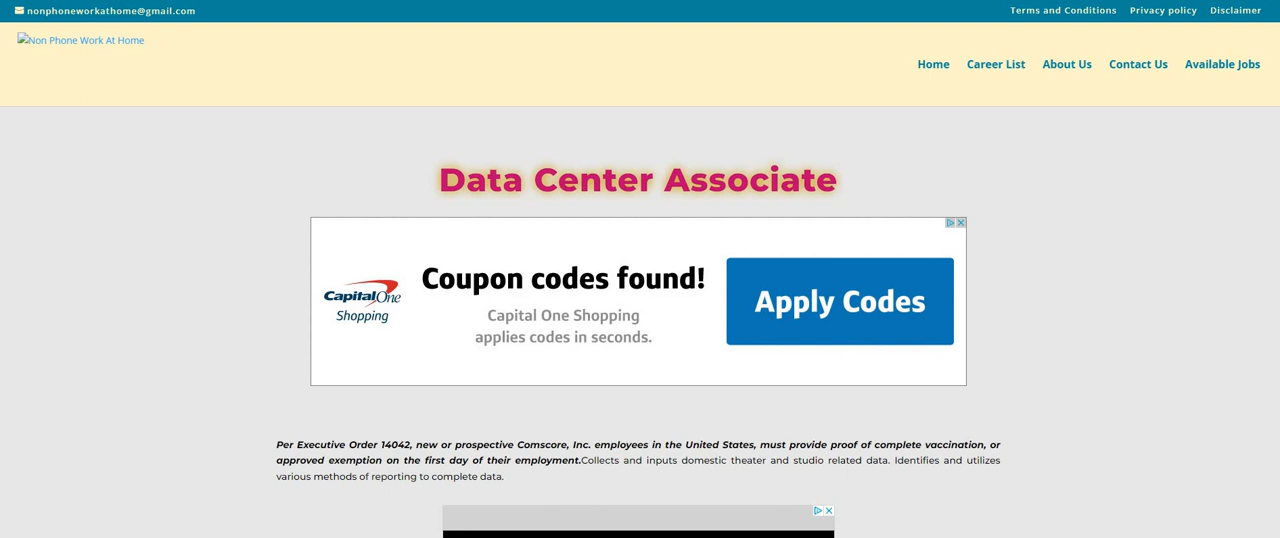 nonphoneworkathome@gmail.com
Terms and Conditions Privacy policy Disclaimer
Non Phone Work At Home
Home Career List About Us Contact Us Available Jobs
Data Center Associate
CapitalOne
Shopping
Coupon codes found!
Capital One Shopping
applies codes in seconds.
Apply Codes
Per Executive Order 14042, new or prospective Comscore, Inc. employees in the United States, must provide proof of complete vaccination, or
approved exemption on the first day of their employment.Collects and inputs domestic theater and studio related data. Identifies and utilizes
various methods of reporting to complete data.